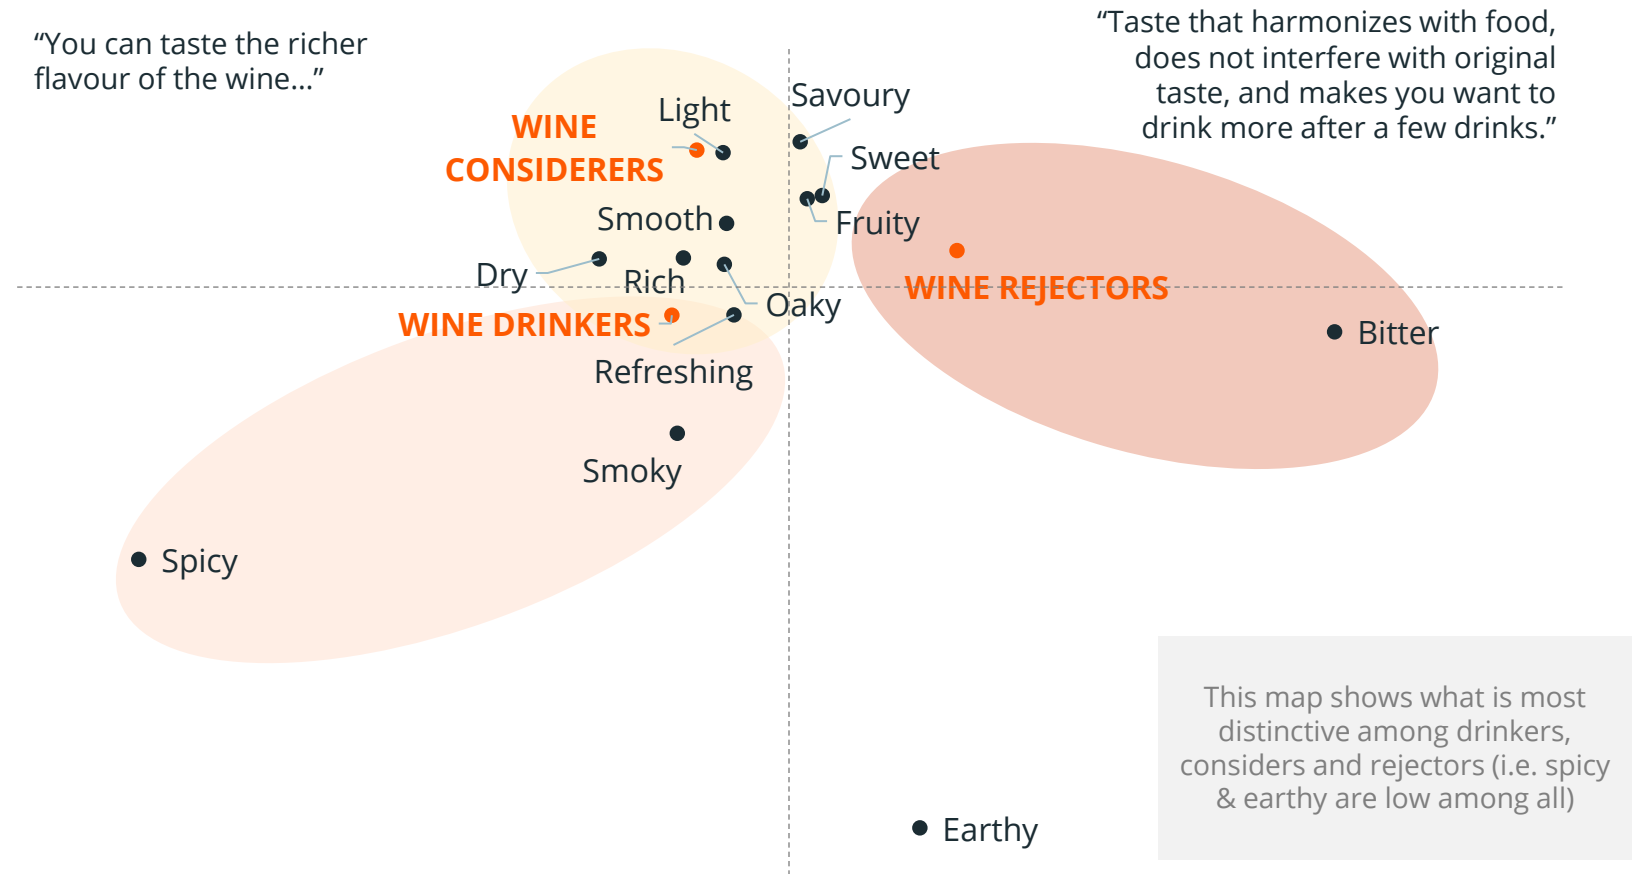 “You can taste the richer
flavour of the wine...”
“Taste that harmonizes with food,
does not interfere with original
taste, and makes you want to
drink more after a few drinks.”
Light
Savoury
WINE
CONSIDERERS
Sweet
Smooth
Fruity
Dry
Rich
WINE REJECTORS
Oaky
WINE DRINKERS
Bitter
Refreshing
Smoky
Spicy
This map shows what is most
distinctive among drinkers,
considers and rejectors (i.e. spicy
& earthy are low among all)
Earthy